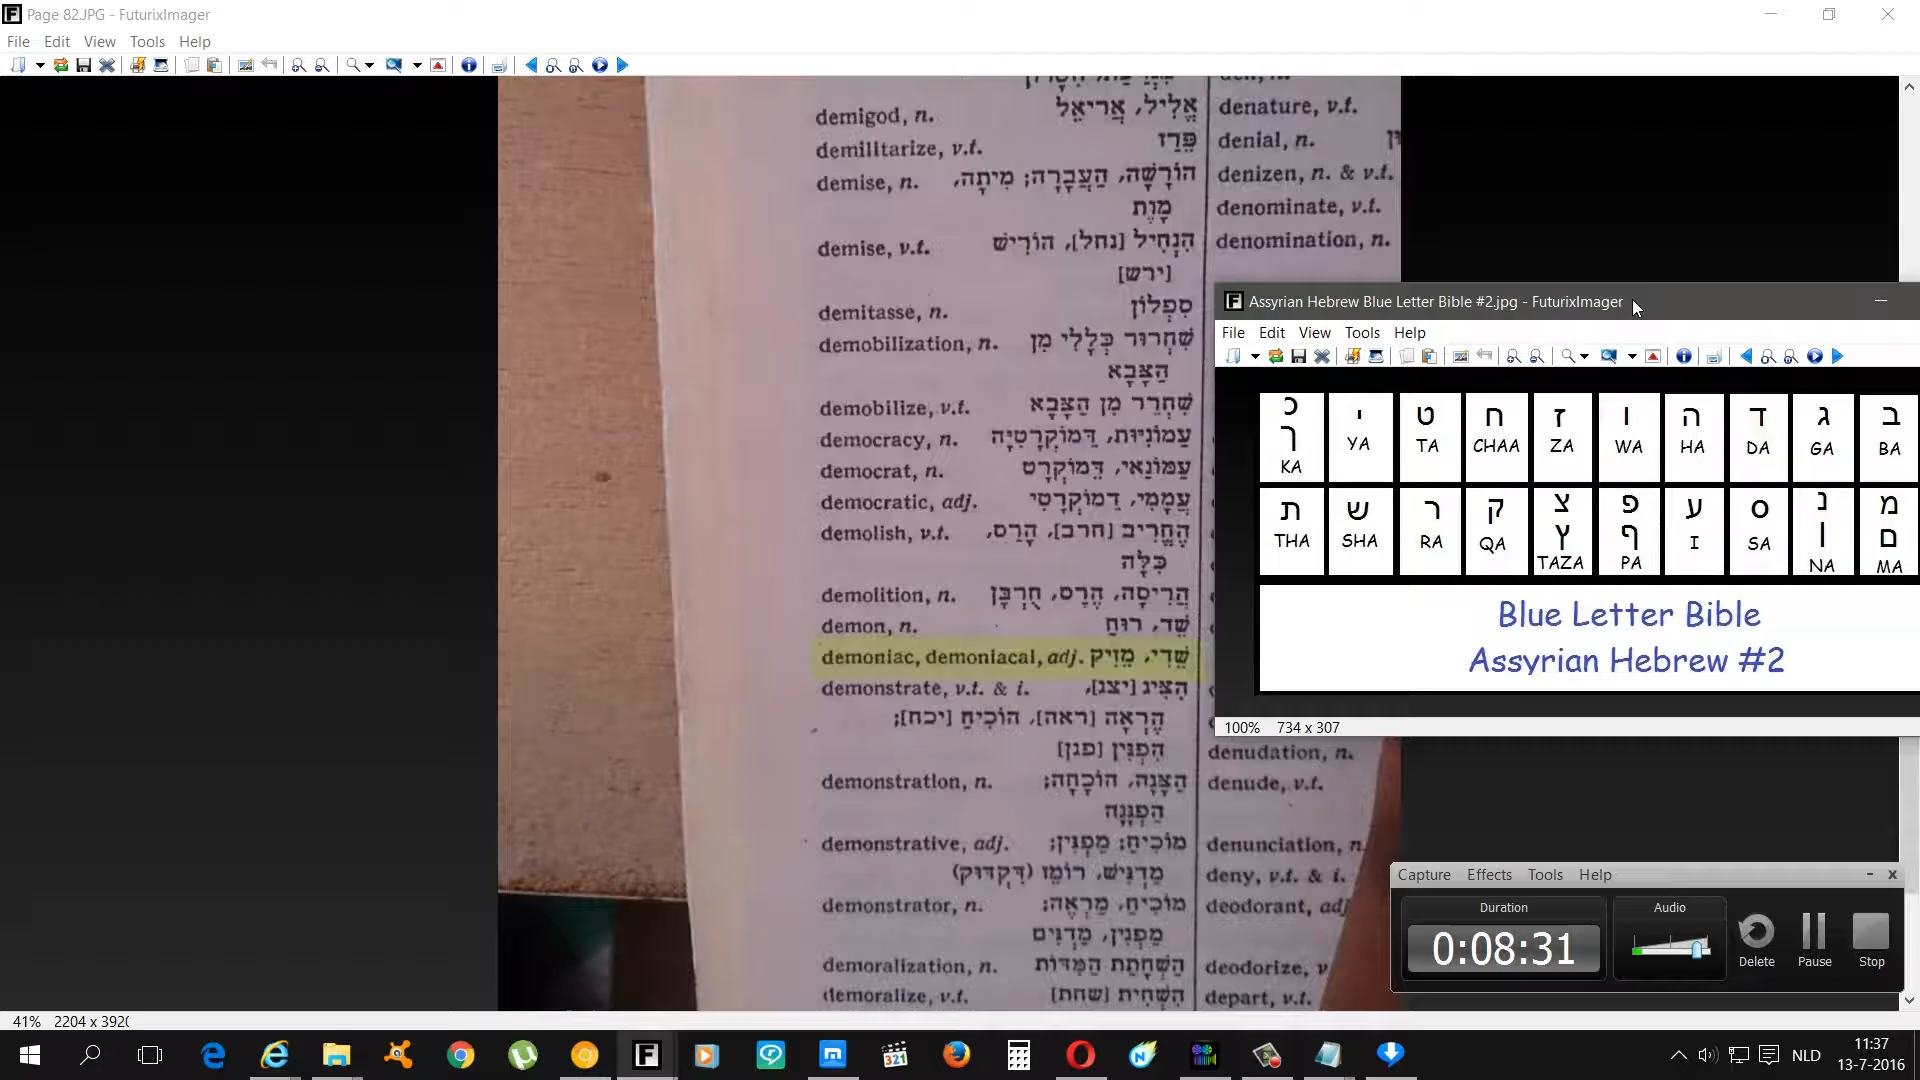 Page 82.JPG - FuturixImager
File Edit View Tools Help
demigod, n. אֱלִיל, אֲרִיאֵל
demilitarize, v.t. פֵּרַז
demise, n. הוֹרָשָׁה, הַעֲבָרָה; מִיתָה,
מָוֶת
demise, v.t. הִנְחִיל [נחל], הוֹרִישׁ
[ירש]
demitasse, n. סִפְלוֹן
demobilization, n. שִׁחְרוּר כְּלָלִי מִן
הַצָּבָא
demobilize, v.t. שִׁחְרֵר מִן הַצָּבָא
democracy, n. עַמּוֹנִיּוּת, דֵּמוֹקְרָטִיָּה
democrat, n. עַמּוֹנַאי, דֵּמוֹקְרָט
democratic, adj. עֲמָמִי, דֵּמוֹקְרָטִי
demolish, v.t. הֶחֱרִיב [חרב], הָרַס,
כִּלָּה
demolition, n. הֲרִיסָה, הֶרֶס, חֻרְבָּן
demon, n. שֵׁד, רוּחַ
demoniac, demoniacal, adj. שֵׁדִי, מַזִּיק
demonstrate, v.t. & i. הִצִּיג [יצג],
הֶרְאָה [ראה], הוֹכִיחַ [יכח];
הִפְגִּין [פגן]
demonstration, n. הַצָּגָה, הוֹכָחָה;
הַפְגָּנָה
demonstrative, adj. מוֹכִיחַ; מַפְגִּין;
מַדְגִּישׁ, רוֹמֵז (דִּקְדּוּק)
demonstrator, n. מוֹכִיחַ, מַרְאֶה;
מַפְגִּין, מַדְגִּים
demoralization, n. הַשְׁחָתַת הַמִּדּוֹת
demoralize, v.t. הִשְׁחִית [שחת]
denature, v.t.
denial, n.
denizen, n. & v.t.
denominate, v.t.
denomination, n.
denudation, n.
denude, v.t.
denunciation, n.
deny, v.t. & i.
deodorant, adj
deodorize, v
depart, v.t.
Assyrian Hebrew Blue Letter Bible #2.jpg - FuturixImager
File Edit View Tools Help
כ י ט ח ז ו ה ד ג ב
ך
KA YA TA CHAA ZA WA HA DA GA BA
ת ש ר ק צ פ ע ס נ מ
ץ ף ן ם
THA SHA RA QA TAZA PA I SA NA MA
Blue Letter Bible
Assyrian Hebrew #2
100% 734 x 307
Capture Effects Tools Help
Duration Audio
0:08:31
Delete Pause Stop
41% 2204 x 3920
321
NLD
11:37
13-7-2016